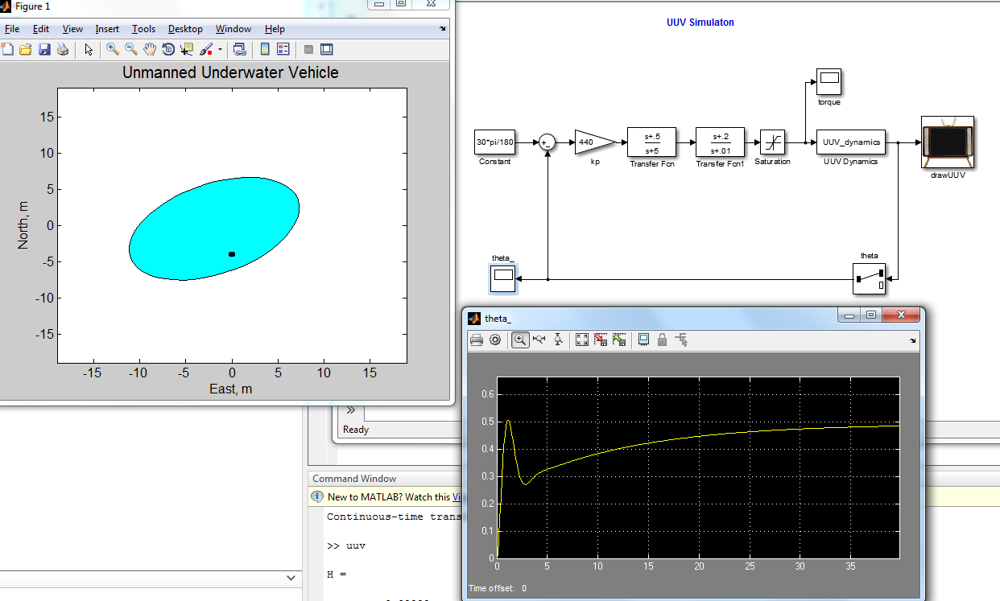 Figure 1
File Edit View Insert Tools Desktop Window Help
Unmanned Underwater Vehicle
15
10
5
0
-5
-10
-15
North, m
-15 -10 -5 0 5 10 15
East, m
UUV Simulaton
torque
30*pi/180
Constant
440
kp
s+.5
s+5
Transfer Fcn
s+.2
s+.01
Transfer Fcn1
Saturation
UUV_dynamics
UUV Dynamics
drawUUV
theta_
theta
Ready
Command Window
New to MATLAB? Watch this Vi
Continuous-time trans
>> uuv
H =
theta_
0.6
0.5
0.4
0.3
0.2
0.1
0
0 5 10 15 20 25 30 35
Time offset: 0